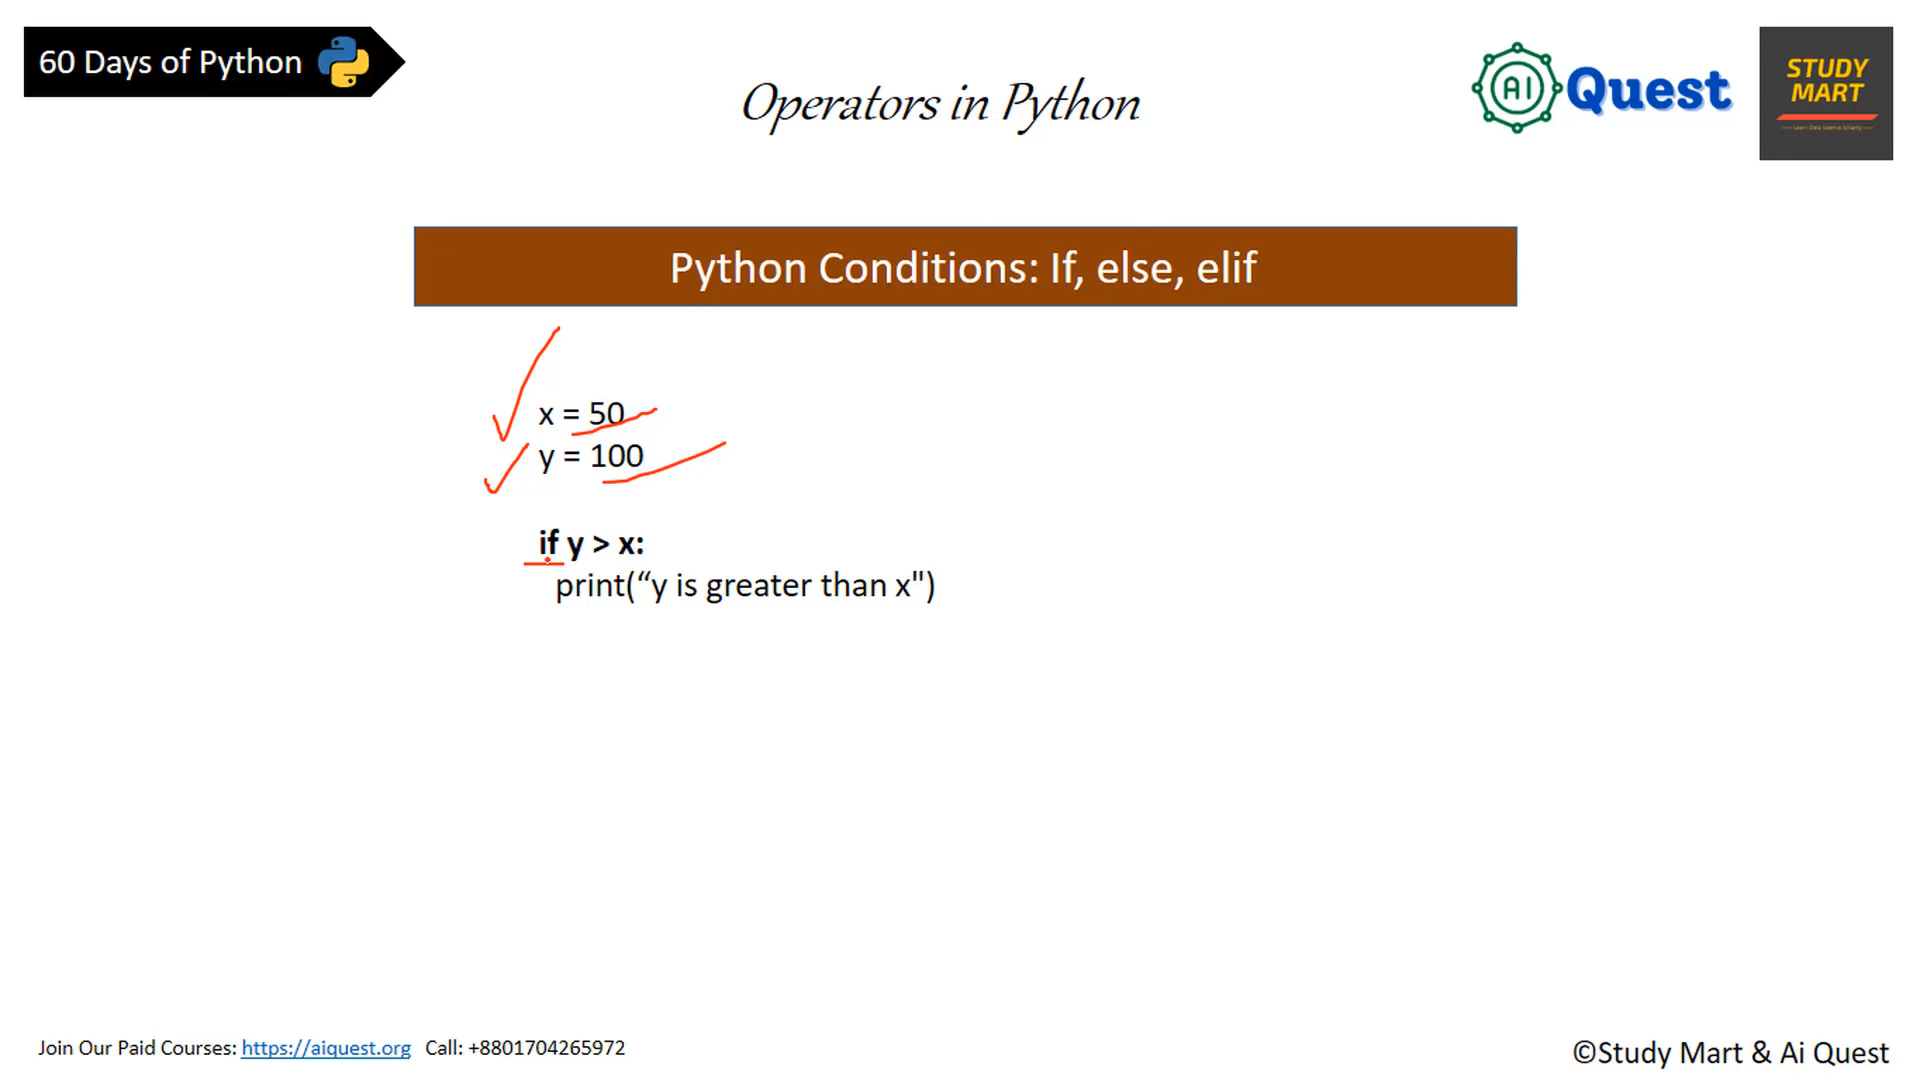 60 Days of Python
Operators in Python
AI Quest
STUDY
MART
Python Conditions: If, else, elif
x = 50
y = 100
if y > x:
print(“y is greater than x")
Join Our Paid Courses: https://aiquest.org Call: +8801704265972
©Study Mart & Ai Quest